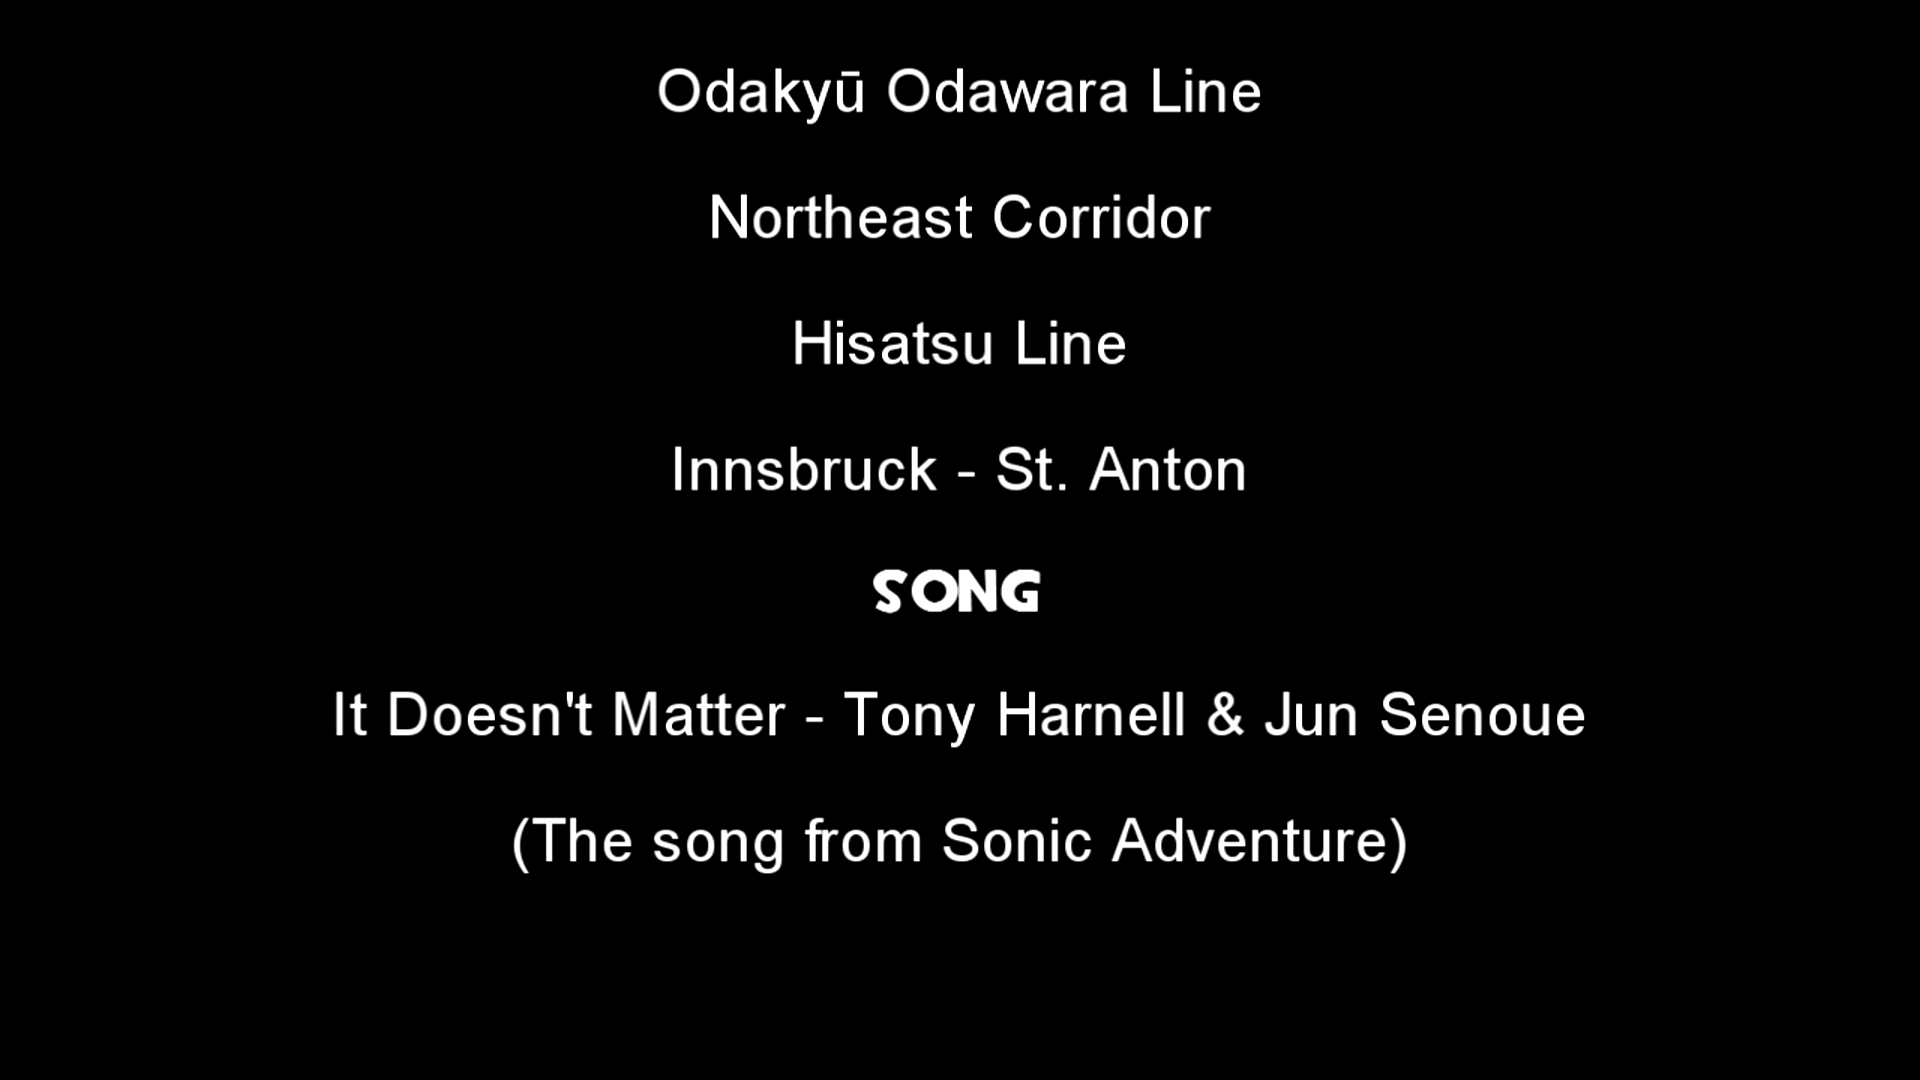 Odakyū Odawara Line
Northeast Corridor
Hisatsu Line
Innsbruck - St. Anton
SONG
It Doesn't Matter - Tony Harnell & Jun Senoue
(The song from Sonic Adventure)